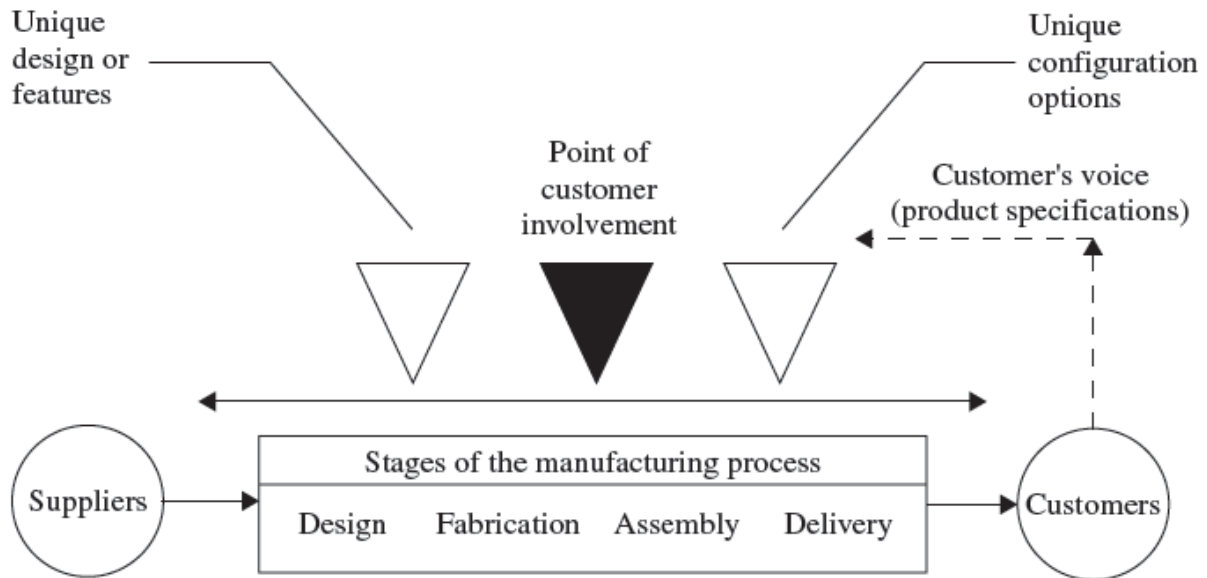 Unique
design or
features
Unique
configuration
options
Point of
customer
involvement
Customer's voice
(product specifications)
Suppliers
Stages of the manufacturing process
Design Fabrication Assembly Delivery
Customers